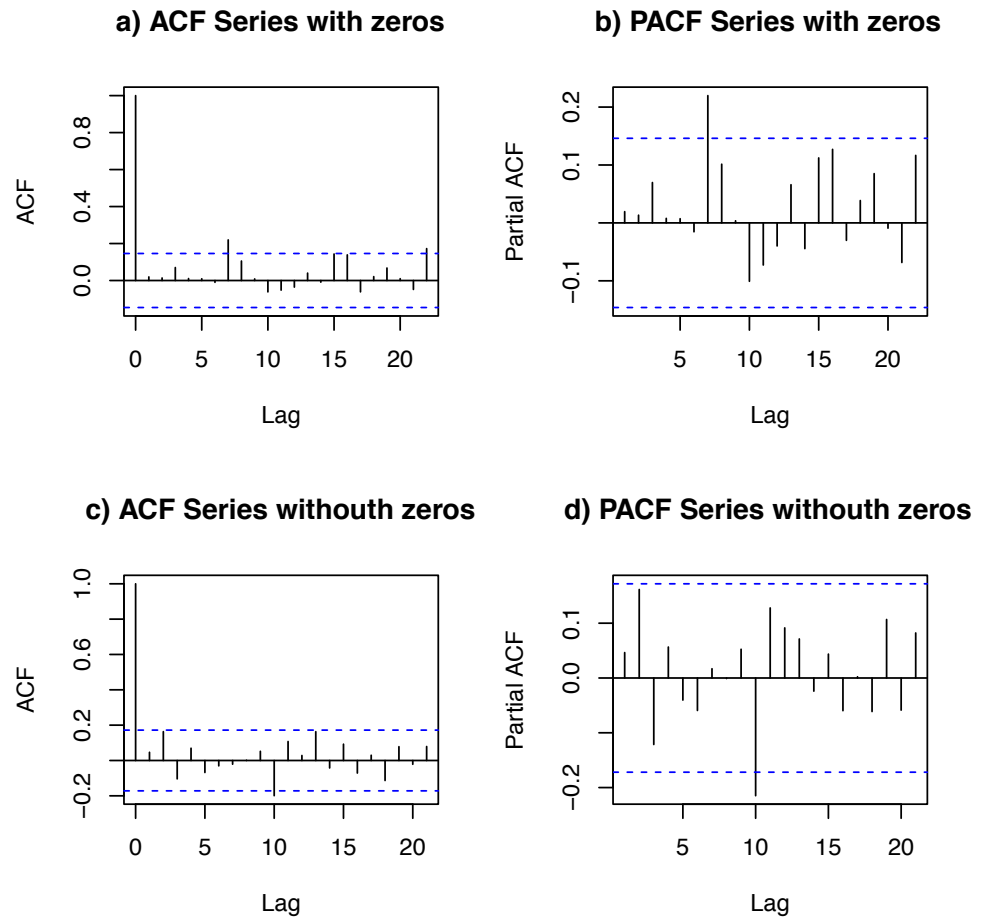 a) ACF Series with zeros
ACF
0.0 0.4 0.8
0 5 10 15 20
Lag
b) PACF Series with zeros
Partial ACF
−0.1 0.1 0.2
5 10 15 20
Lag
c) ACF Series withouth zeros
ACF
−0.2 0.2 0.6 1.0
0 5 10 15 20
Lag
d) PACF Series withouth zeros
Partial ACF
−0.2 0.0 0.1
5 10 15 20
Lag